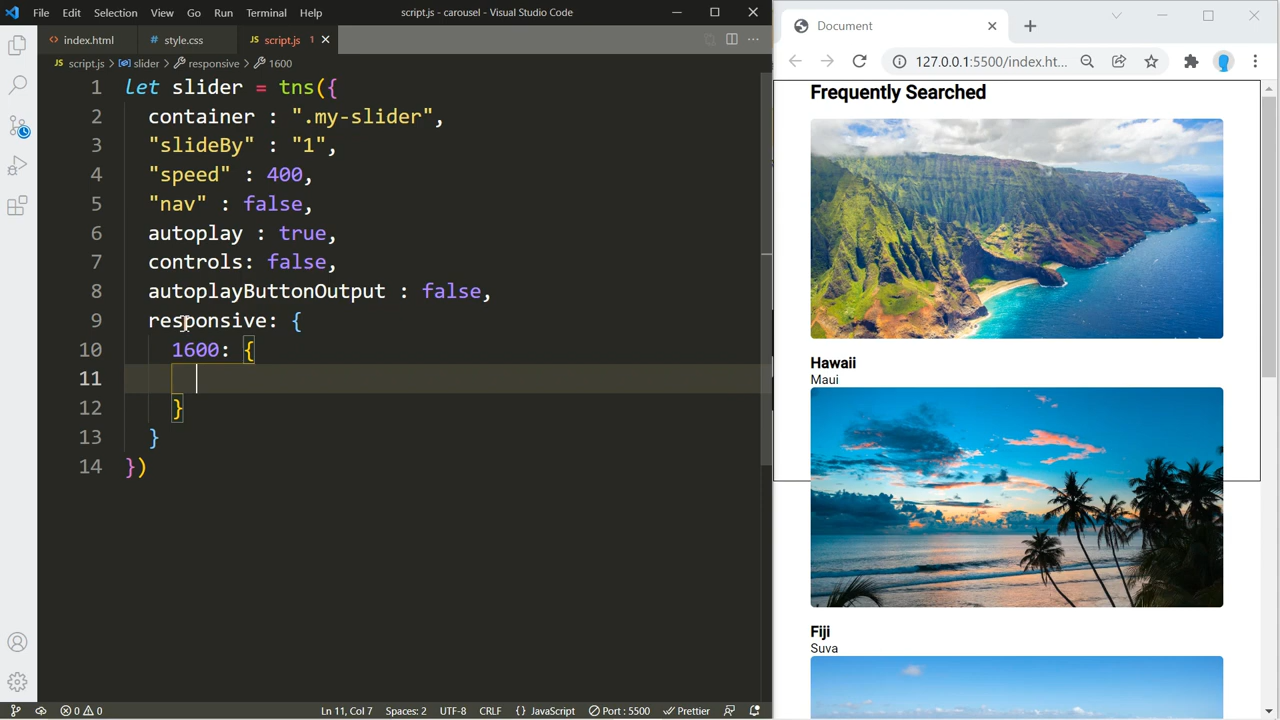 File Edit Selection View Go Run Terminal Help script.js - carousel - Visual Studio Code
index.html style.css JS script.js 1
JS script.js > slider > responsive > 1600
1 let slider = tns({
2 container : ".my-slider",
3 "slideBy" : "1",
4 "speed" : 400,
5 "nav" : false,
6 autoplay : true,
7 controls: false,
8 autoplayButtonOutput : false,
9 responsive: {
10 1600: {
11
12 }
13 }
14 })
0 0 Ln 11, Col 7 Spaces: 2 UTF-8 CRLF {} JavaScript Port : 5500 Prettier
Document
127.0.0.1:5500/index.ht...
Frequently Searched
Hawaii
Maui
Fiji
Suva